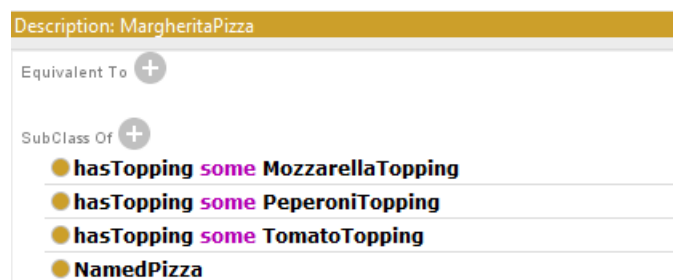 Description: MargheritaPizza
Equivalent To
SubClass Of
hasTopping some MozzarellaTopping
hasTopping some PeperoniTopping
hasTopping some TomatoTopping
NamedPizza